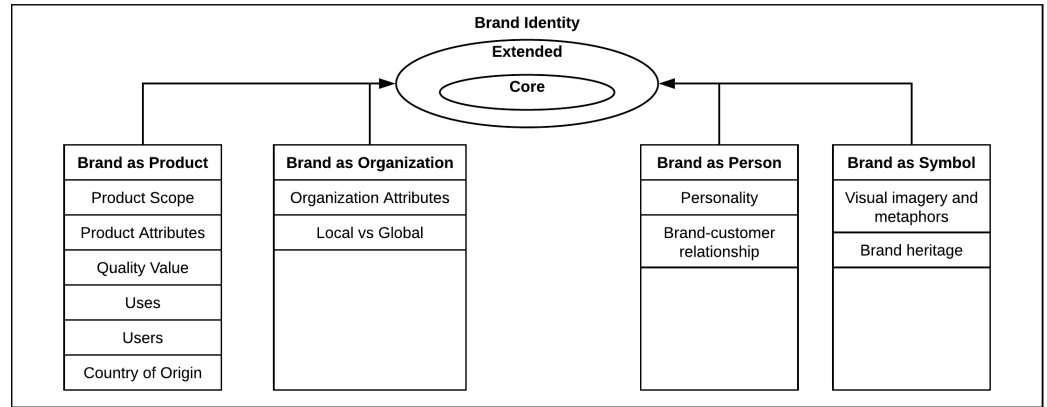 Brand Identity
Extended
Core
Brand as Product
Product Scope
Product Attributes
Quality Value
Uses
Users
Country of Origin
Brand as Organization
Organization Attributes
Local vs Global
Brand as Person
Personality
Brand-customer
relationship
Brand as Symbol
Visual imagery and
metaphors
Brand heritage